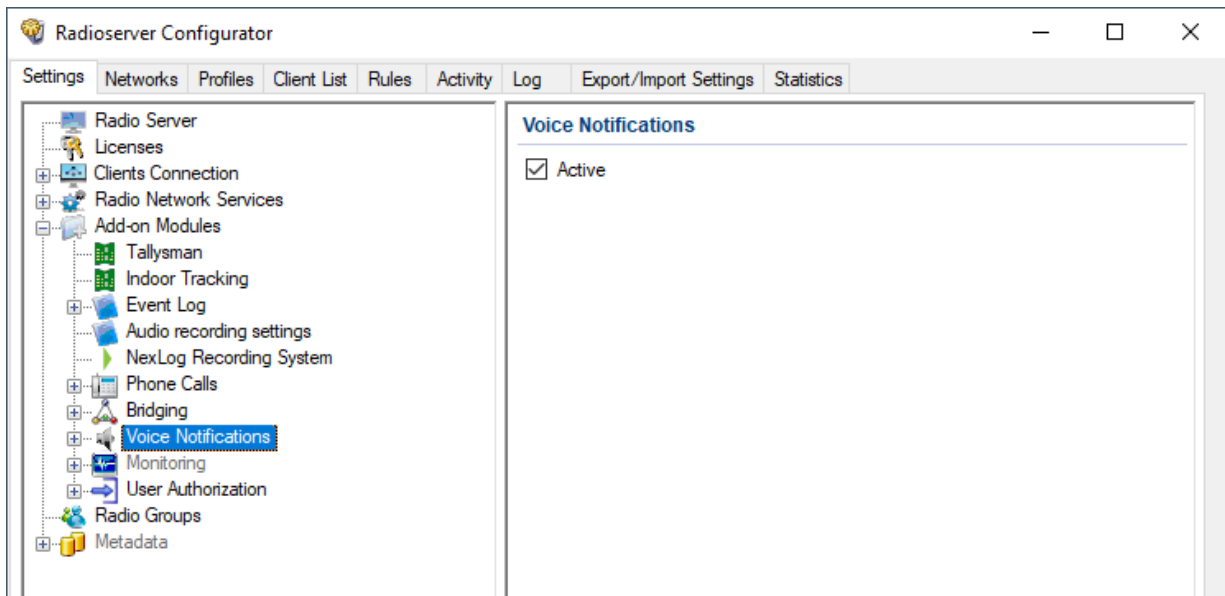 Radioserver Configurator
Settings Networks Profiles Client List Rules Activity Log Export/Import Settings Statistics
Radio Server
Licenses
Clients Connection
Radio Network Services
Add-on Modules
Tallysman
Indoor Tracking
Event Log
Audio recording settings
NexLog Recording System
Phone Calls
Bridging
Voice Notifications
Monitoring
User Authorization
Radio Groups
Metadata
Voice Notifications
Active